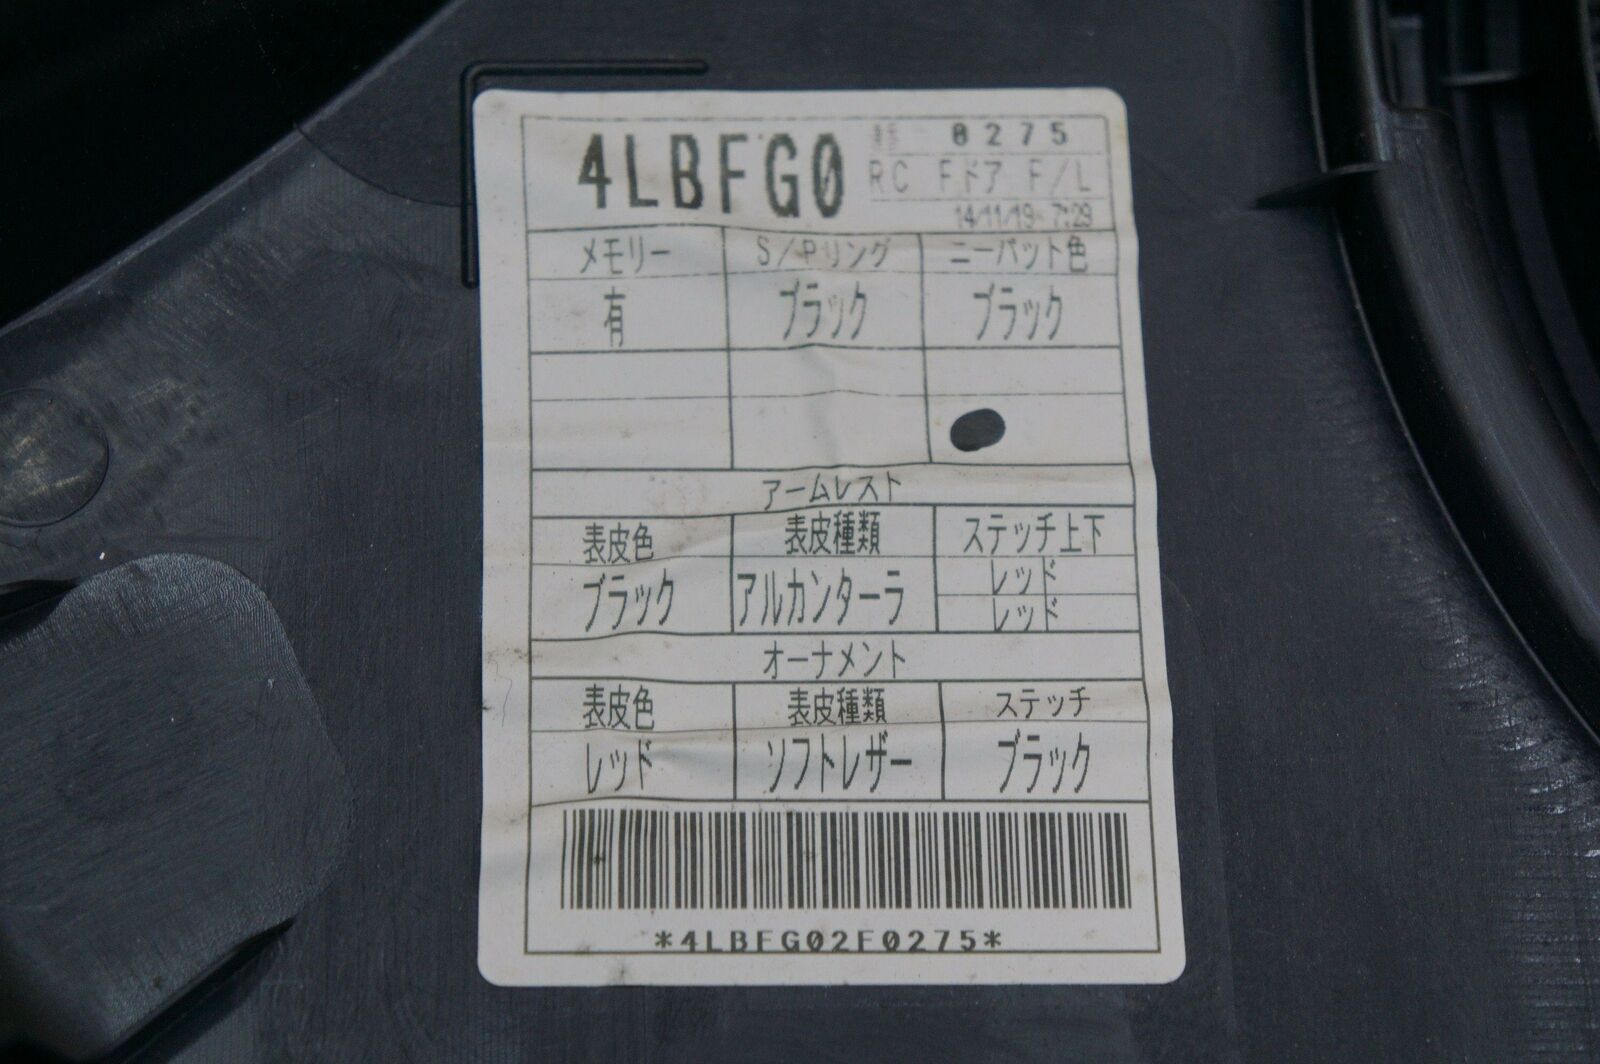 4LBFG0
0275
RC Fドア F/L
14/11/19 7:29
メモリー S/Pリング ニーパット色
有 ブラック ブラック
アームレスト
表皮色 表皮種類 ステッチ上下
ブラック アルカンターラ レッド
レッド
オーナメント
表皮色 表皮種類 ステッチ
レッド ソフトレザー ブラック
*4LBFG02F0275*